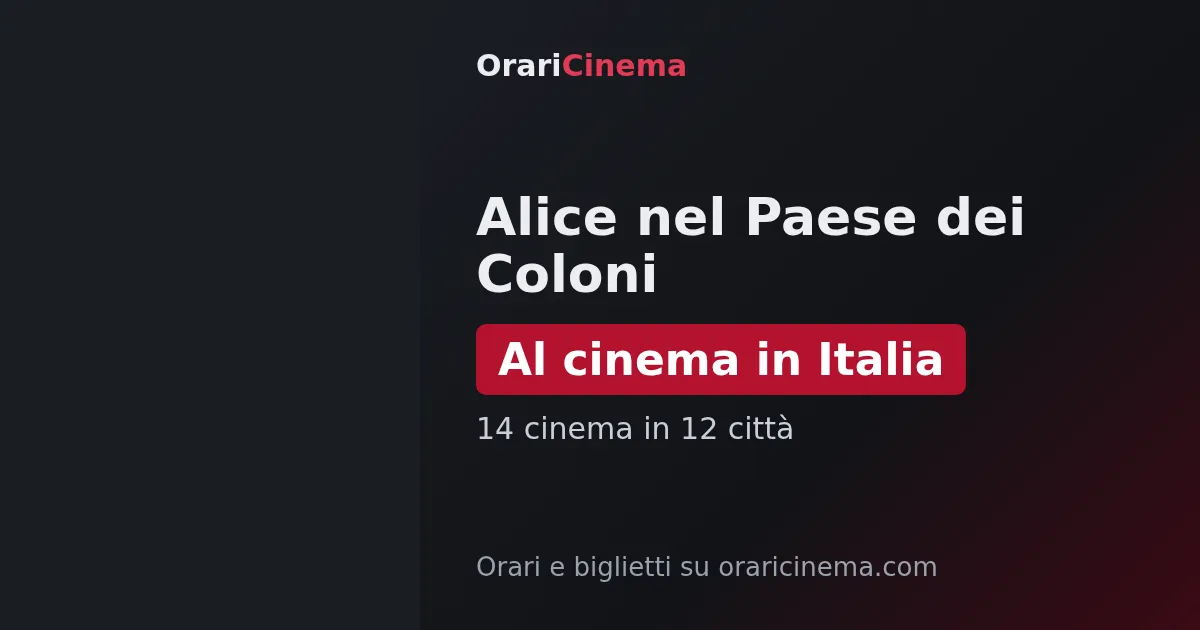 OrariCinema
Alice nel Paese dei
Coloni
Al cinema in Italia
14 cinema in 12 città
Orari e biglietti su oraricinema.com